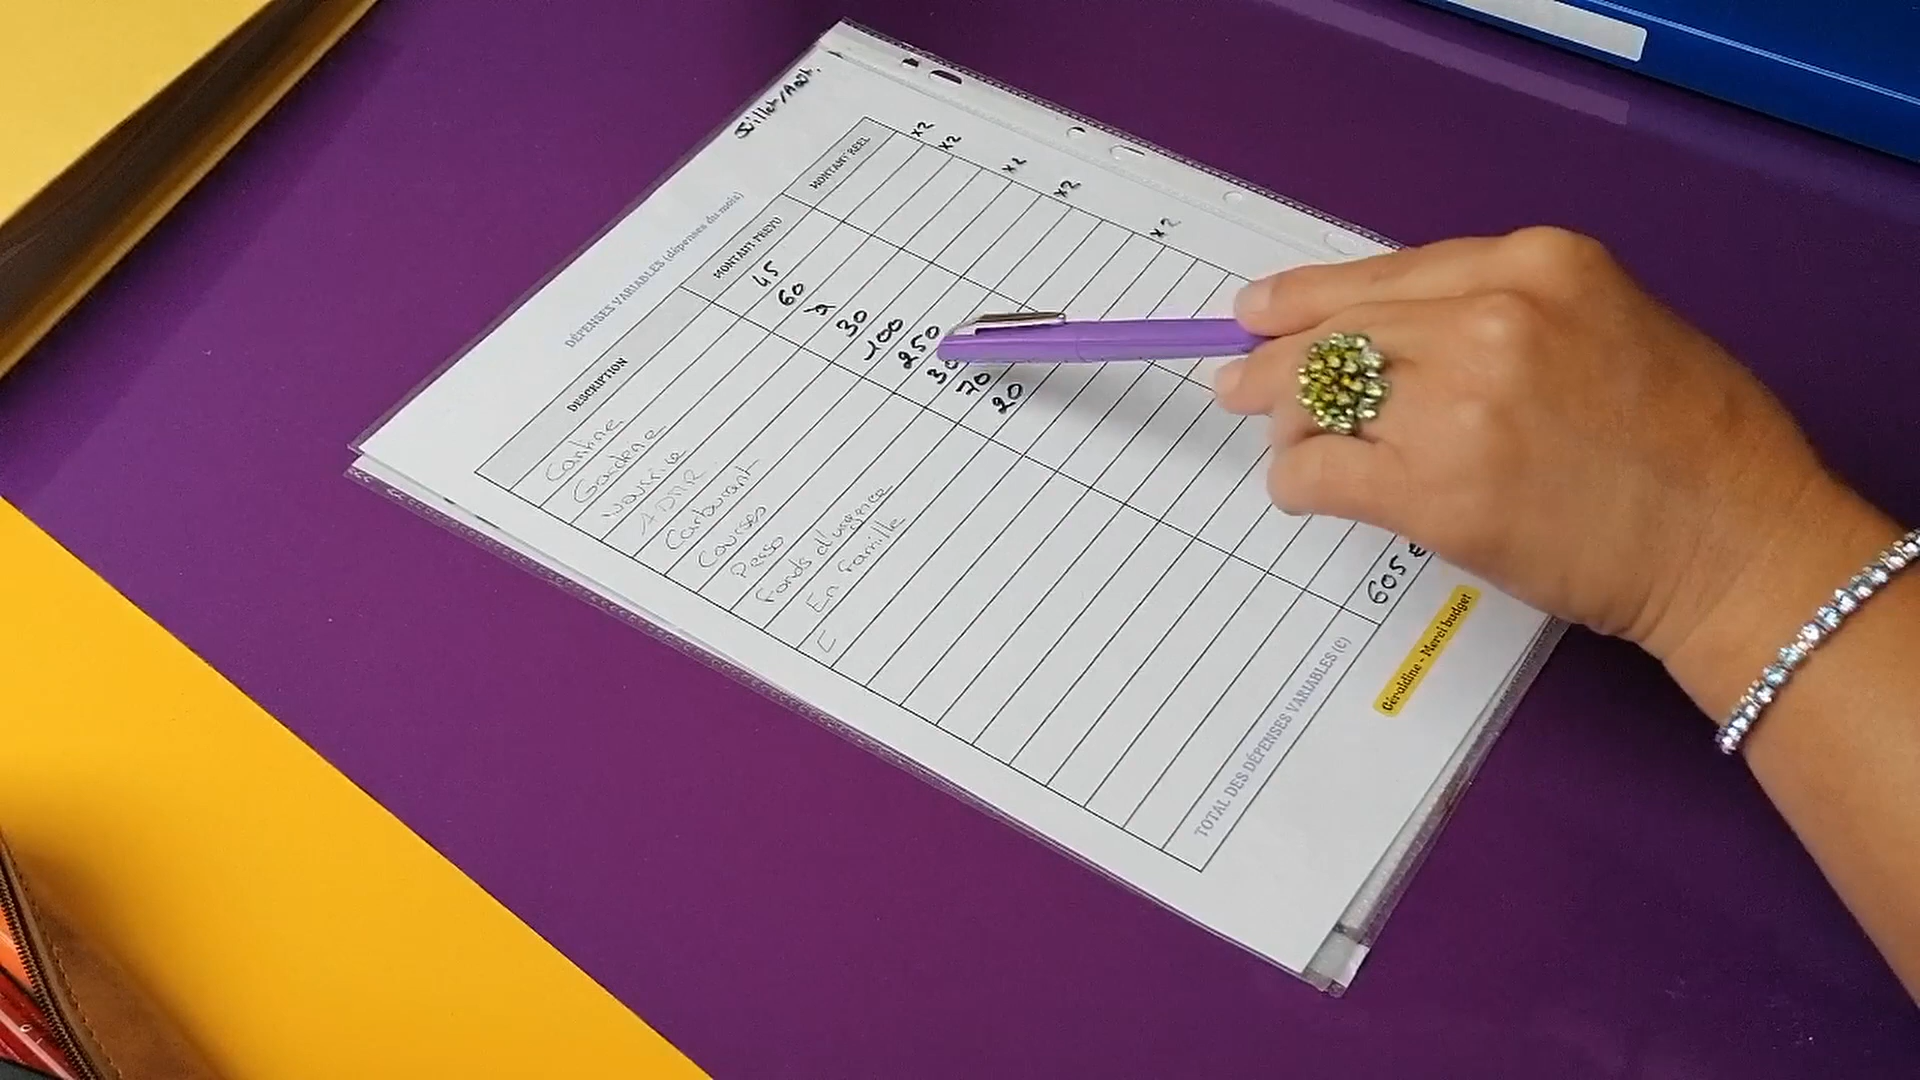 Juillet/Août.
DÉPENSES VARIABLES (dépenses du mois)
DESCRIPTION MONTANT PRÉVU MONTANT RÉEL
Cantine 45 x2
Garderie 60 x2
Nourrice
ADMR 30 x2
Carburant 100
Courses 250 x2
Perso 30
Fonds d'urgence 70
En famille 20 x2
TOTAL DES DÉPENSES VARIABLES (€) 605 €
Géraldine - Merci budget